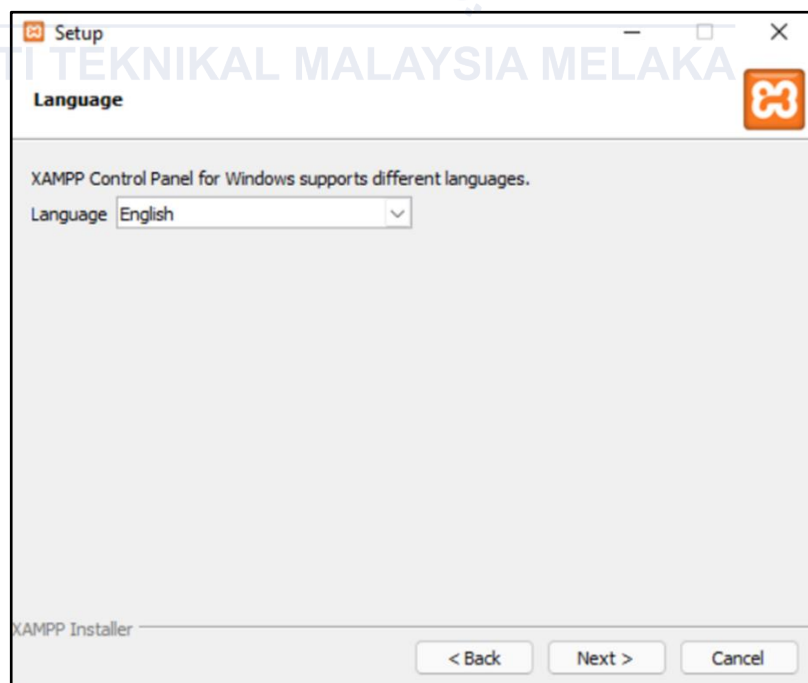 Setup
TI TEKNIKAL MALAYSIA MELAKA
Language
XAMPP Control Panel for Windows supports different languages.
Language English
XAMPP Installer
< Back Next > Cancel